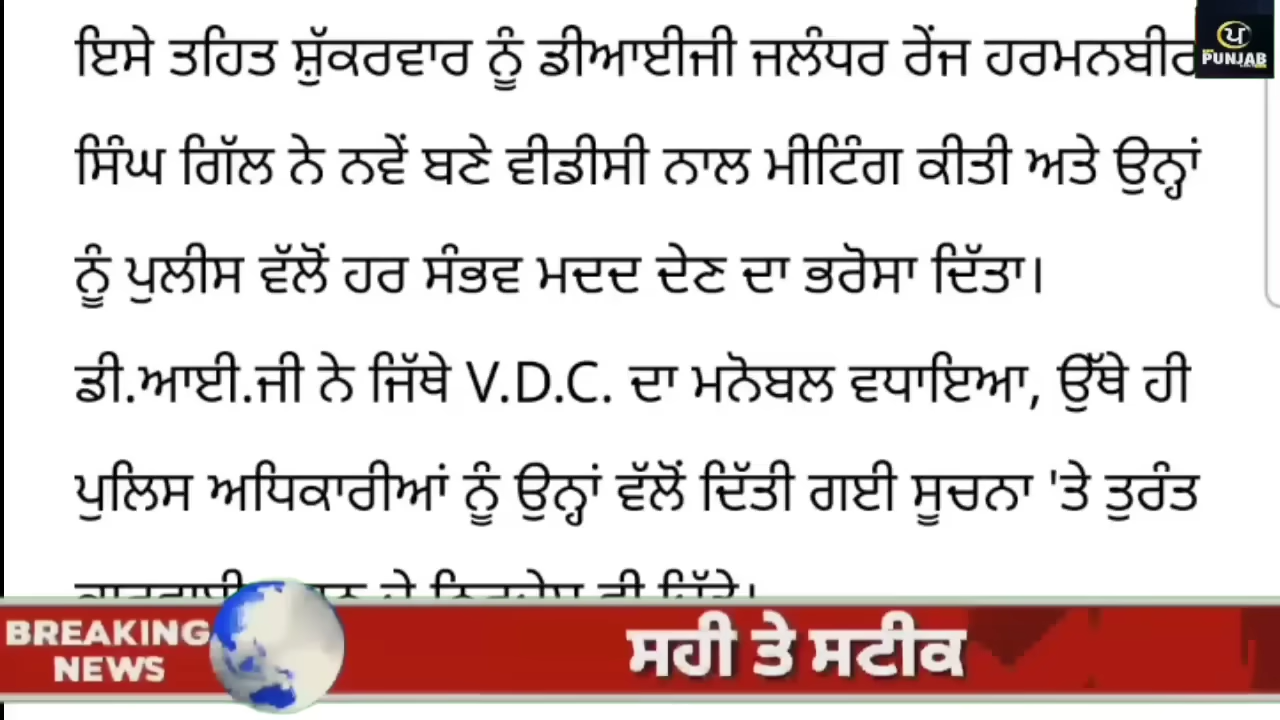 ਇਸੇ ਤਹਿਤ ਸ਼ੁੱਕਰਵਾਰ ਨੂੰ ਡੀਆਈਜੀ ਜਲੰਧਰ ਰੇਂਜ ਹਰਮਨਬੀਰ
ਪ
PUNJAB
ਸਿੰਘ ਗਿੱਲ ਨੇ ਨਵੇਂ ਬਣੇ ਵੀਡੀਸੀ ਨਾਲ ਮੀਟਿੰਗ ਕੀਤੀ ਅਤੇ ਉਨ੍ਹਾਂ
ਨੂੰ ਪੁਲੀਸ ਵੱਲੋਂ ਹਰ ਸੰਭਵ ਮਦਦ ਦੇਣ ਦਾ ਭਰੋਸਾ ਦਿੱਤਾ।
ਡੀ.ਆਈ.ਜੀ ਨੇ ਜਿੱਥੇ V.D.C. ਦਾ ਮਨੋਬਲ ਵਧਾਇਆ, ਉੱਥੇ ਹੀ
ਪੁਲਿਸ ਅਧਿਕਾਰੀਆਂ ਨੂੰ ਉਨ੍ਹਾਂ ਵੱਲੋਂ ਦਿੱਤੀ ਗਈ ਸੂਚਨਾ 'ਤੇ ਤੁਰੰਤ
BREAKING
NEWS
ਸਹੀ ਤੇ ਸਟੀਕ